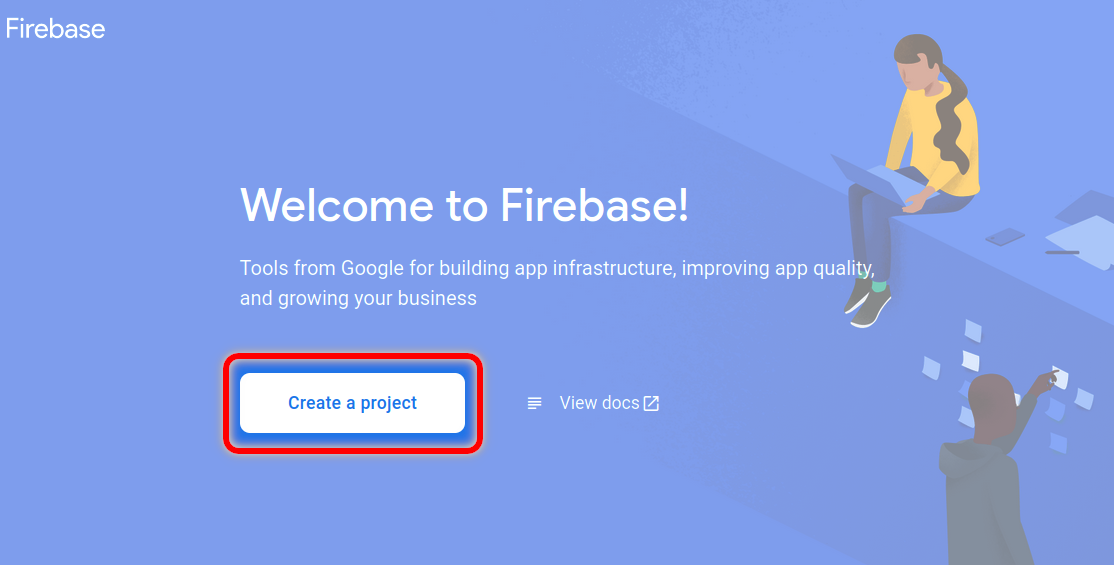 Firebase
Welcome to Firebase!
Tools from Google for building app infrastructure, improving app quality,
and growing your business
Create a project
View docs